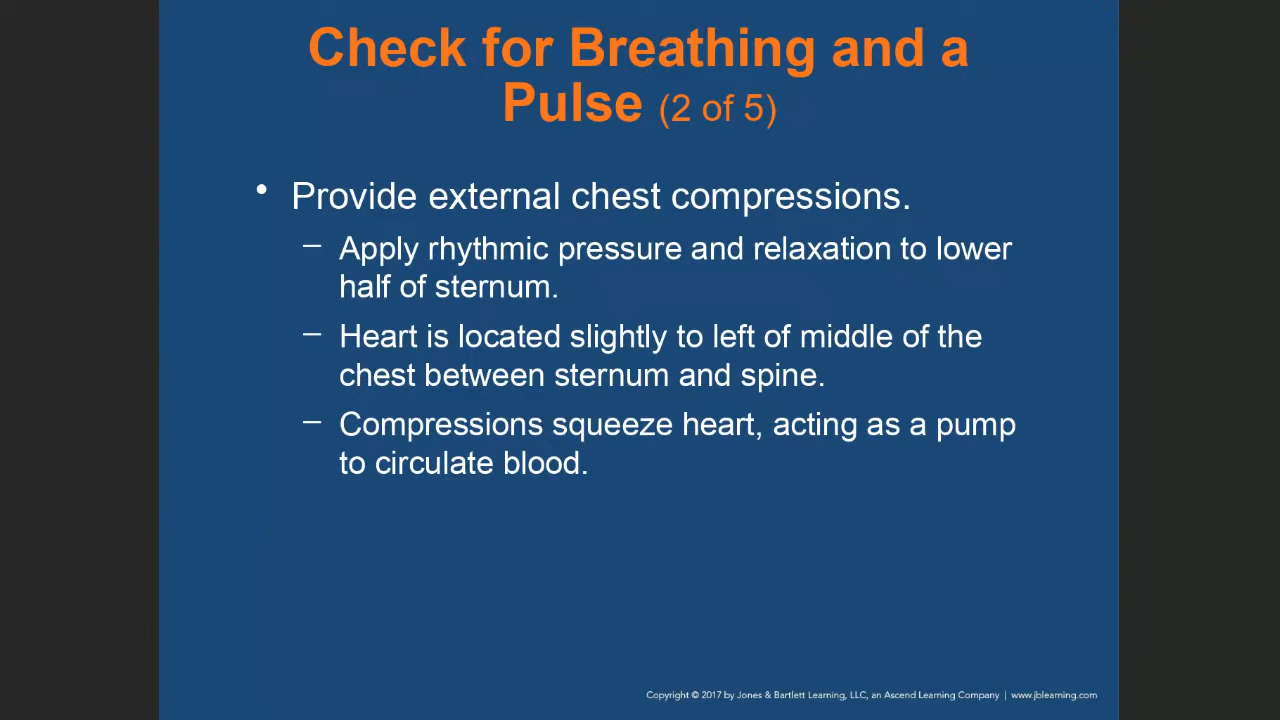 Check for Breathing and a
Pulse (2 of 5)
• Provide external chest compressions.
– Apply rhythmic pressure and relaxation to lower
half of sternum.
– Heart is located slightly to left of middle of the
chest between sternum and spine.
– Compressions squeeze heart, acting as a pump
to circulate blood.
Copyright © 2017 by Jones & Bartlett Learning, LLC, an Ascend Learning Company | www.jblearning.com